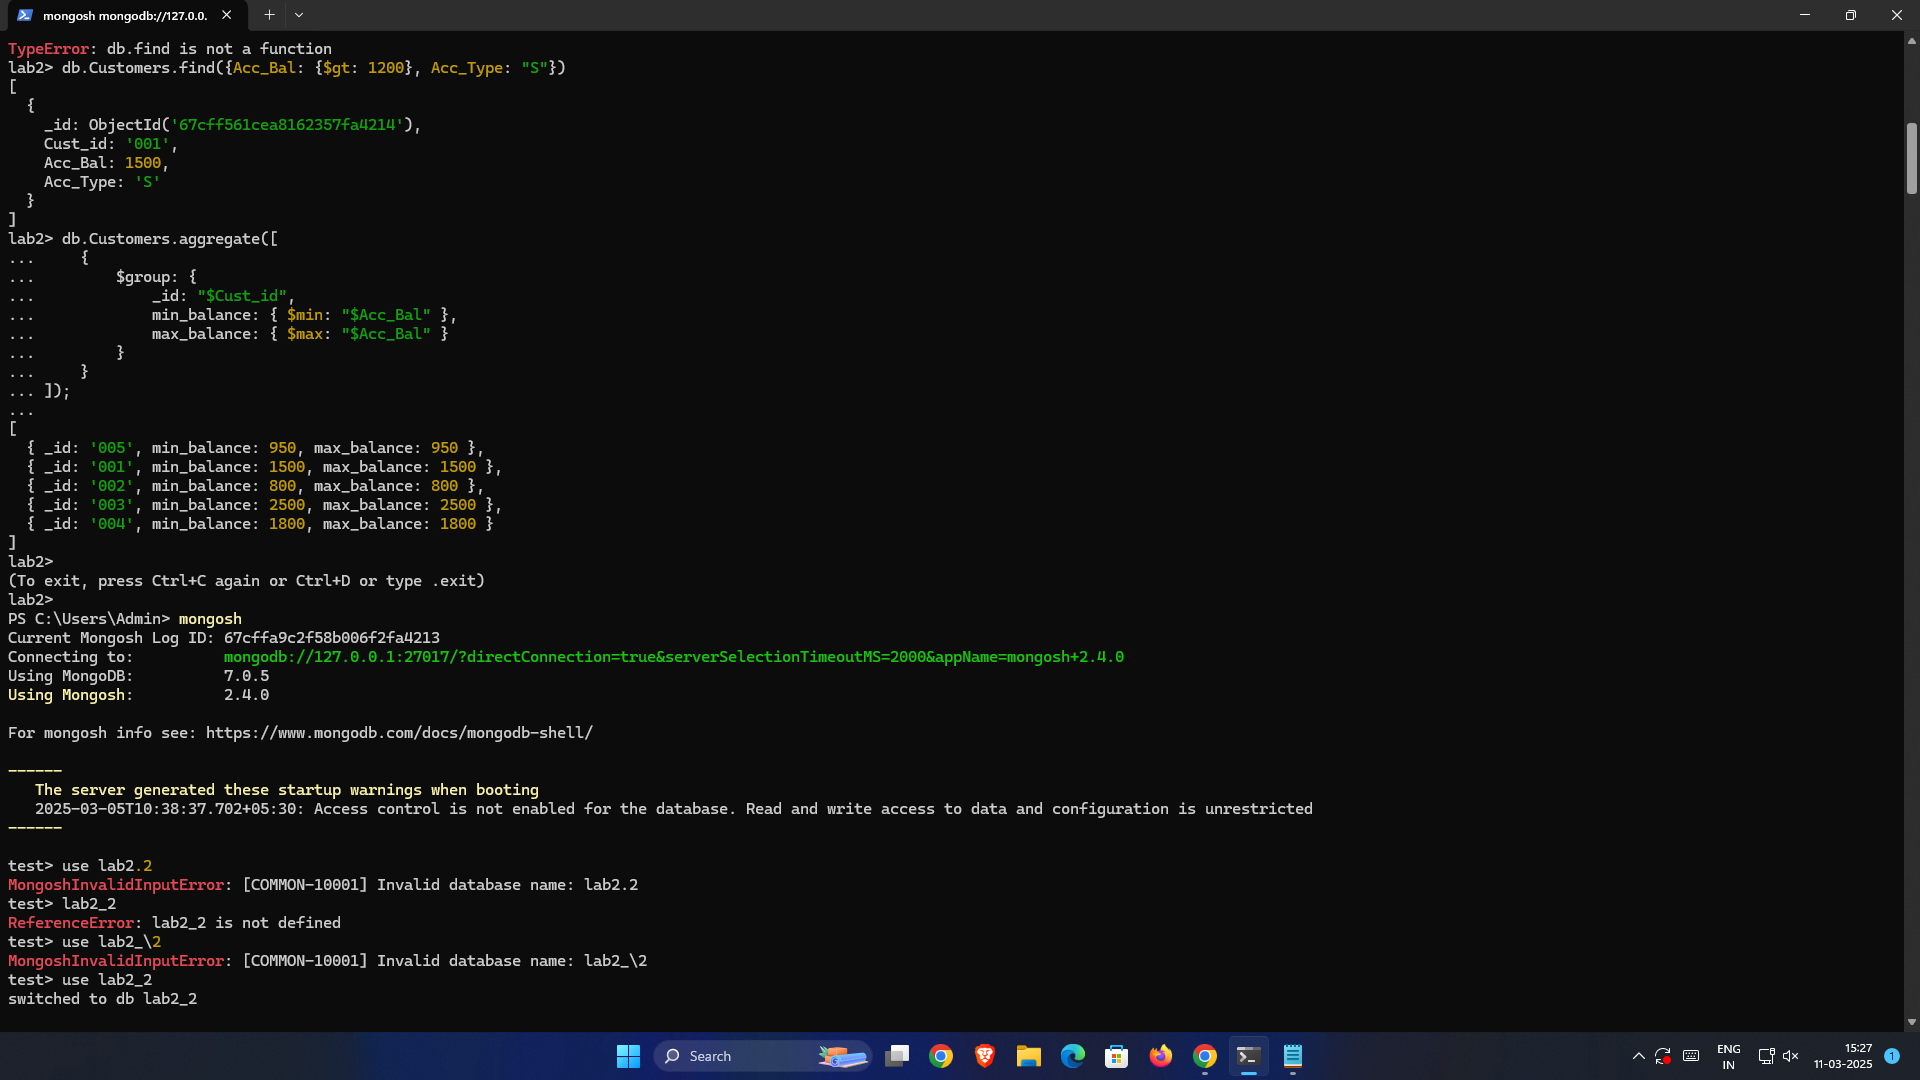 mongosh mongodb://127.0.0.
TypeError: db.find is not a function
lab2> db.Customers.find({Acc_Bal: {$gt: 1200}, Acc_Type: "S"})
[
  {
    _id: ObjectId('67cff561cea8162357fa4214'),
    Cust_id: '001',
    Acc_Bal: 1500,
    Acc_Type: 'S'
  }
]
lab2> db.Customers.aggregate([
...     {
...         $group: {
...             _id: "$Cust_id",
...             min_balance: { $min: "$Acc_Bal" },
...             max_balance: { $max: "$Acc_Bal" }
...         }
...     }
... ]);
...
[
  { _id: '005', min_balance: 950, max_balance: 950 },
  { _id: '001', min_balance: 1500, max_balance: 1500 },
  { _id: '002', min_balance: 800, max_balance: 800 },
  { _id: '003', min_balance: 2500, max_balance: 2500 },
  { _id: '004', min_balance: 1800, max_balance: 1800 }
]
lab2>
(To exit, press Ctrl+C again or Ctrl+D or type .exit)
lab2>
PS C:\Users\Admin> mongosh
Current Mongosh Log ID: 67cffa9c2f58b006f2fa4213
Connecting to:          mongodb://127.0.0.1:27017/?directConnection=true&serverSelectionTimeoutMS=2000&appName=mongosh+2.4.0
Using MongoDB:          7.0.5
Using Mongosh:          2.4.0
For mongosh info see: https://www.mongodb.com/docs/mongodb-shell/
------
   The server generated these startup warnings when booting
   2025-03-05T10:38:37.702+05:30: Access control is not enabled for the database. Read and write access to data and configuration is unrestricted
------
test> use lab2.2
MongoshInvalidInputError: [COMMON-10001] Invalid database name: lab2.2
test> lab2_2
ReferenceError: lab2_2 is not defined
test> use lab2_\2
MongoshInvalidInputError: [COMMON-10001] Invalid database name: lab2_\2
test> use lab2_2
switched to db lab2_2
Search
ENG
IN
15:27
11-03-2025
1